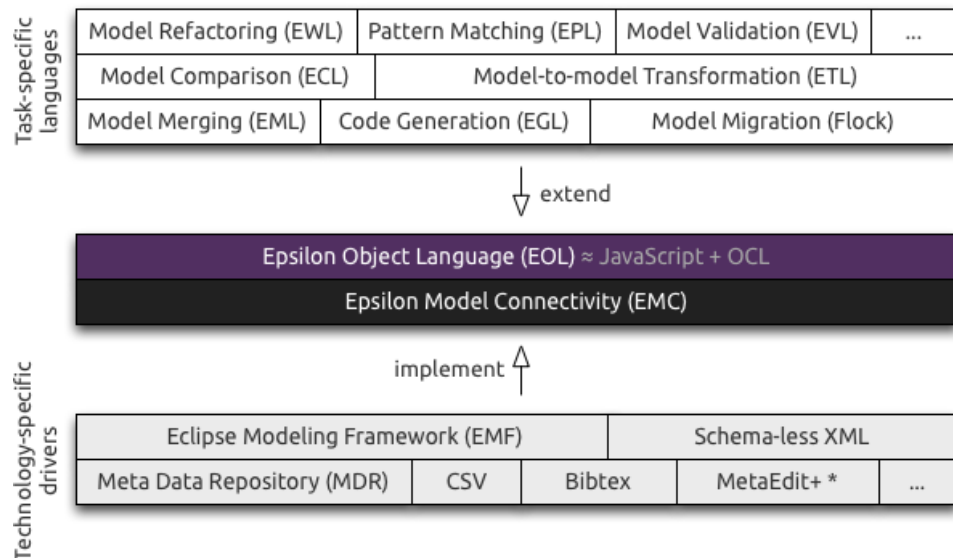 Task-specific
languages
Model Refactoring (EWL) Pattern Matching (EPL) Model Validation (EVL) ...
Model Comparison (ECL) Model-to-model Transformation (ETL)
Model Merging (EML) Code Generation (EGL) Model Migration (Flock)
extend
Epsilon Object Language (EOL) ≈ JavaScript + OCL
Epsilon Model Connectivity (EMC)
implement
Technology-specific
drivers
Eclipse Modeling Framework (EMF) Schema-less XML
Meta Data Repository (MDR) CSV Bibtex MetaEdit+ * ...